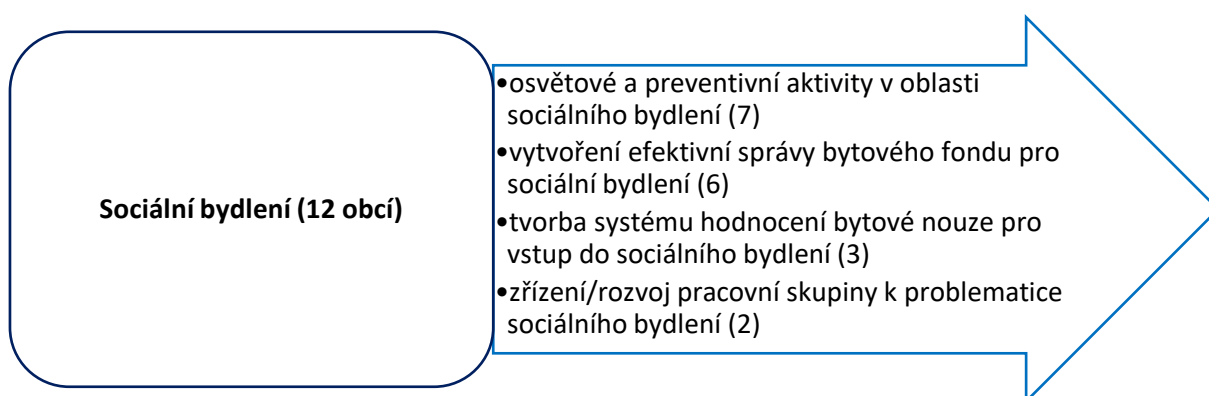 Sociální bydlení (12 obcí)
•osvětové a preventivní aktivity v oblasti
sociálního bydlení (7)
•vytvoření efektivní správy bytového fondu pro
sociální bydlení (6)
•tvorba systému hodnocení bytové nouze pro
vstup do sociálního bydlení (3)
•zřízení/rozvoj pracovní skupiny k problematice
sociálního bydlení (2)